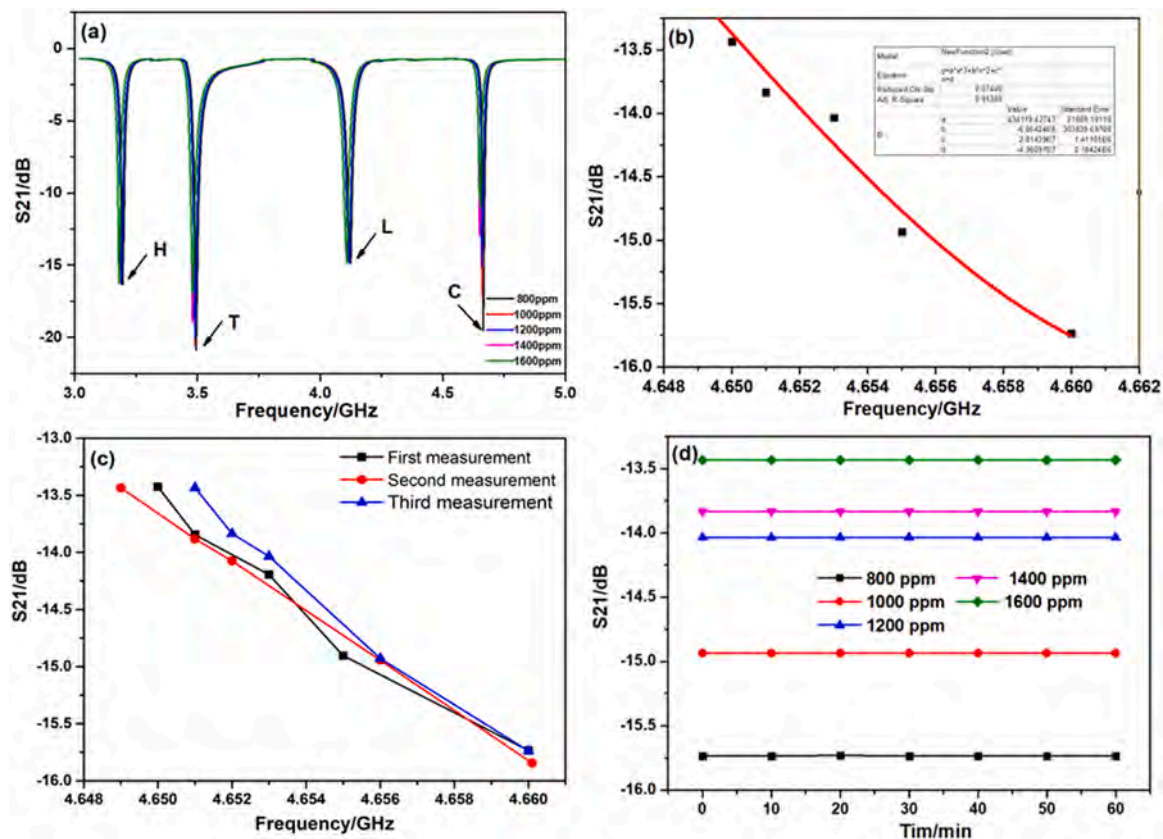 (a)
S21/dB
0
-5
-10
-15
-20
H
T
L
C
800ppm
1000ppm
1200ppm
1400ppm
1600ppm
3.0 3.5 4.0 4.5 5.0
Frequency/GHz
(b)
S21/dB
-13.5
-14.0
-14.5
-15.0
-15.5
-16.0
Model
Equation
Value Standard Error
4.648 4.650 4.652 4.654 4.656 4.658 4.660 4.662
Frequency/GHz
(c)
S21/dB
-13.0
-13.5
-14.0
-14.5
-15.0
-15.5
-16.0
First measurement
Second measurement
Third measurement
4.648 4.650 4.652 4.654 4.656 4.658 4.660
Frequency/GHz
(d)
S21/dB
-13.5
-14.0
-14.5
-15.0
-15.5
-16.0
800 ppm 1400 ppm
1000 ppm 1600 ppm
1200 ppm
0 10 20 30 40 50 60
Tim/min